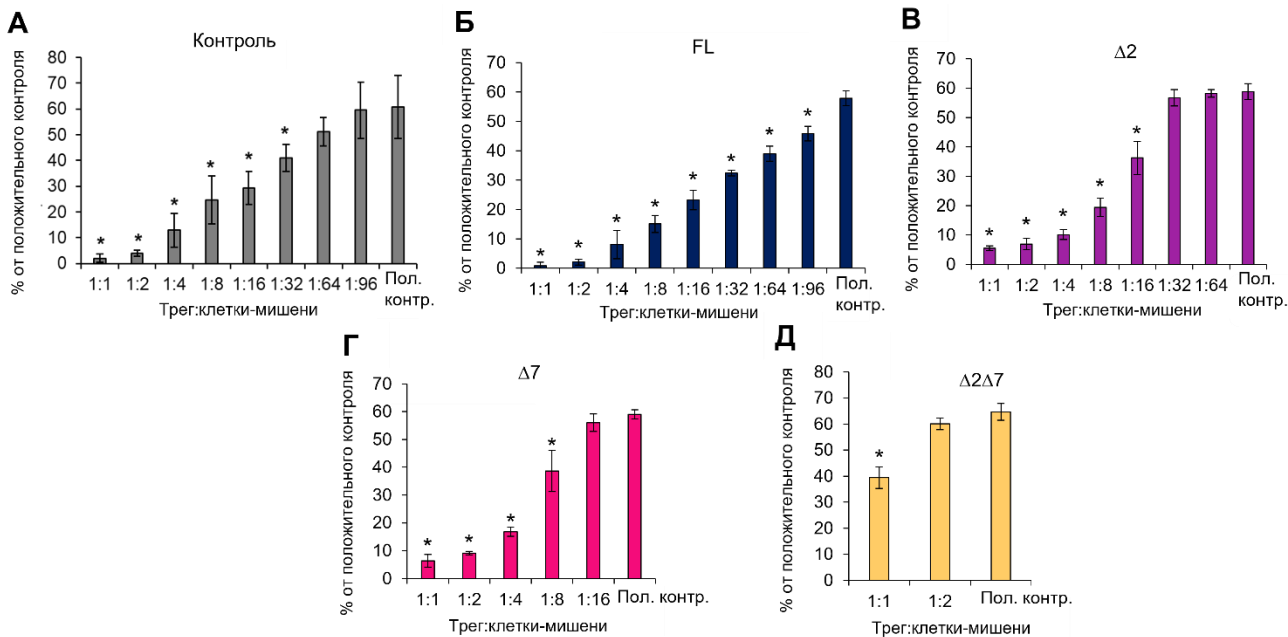 А
Контроль
% от положительного контроля
80
70
60
50
40
30
20
10
0
* * * * * *
1:1 1:2 1:4 1:8 1:16 1:32 1:64 1:96 Пол. контр.
Трег:клетки-мишени
Б
FL
% от положительного контроля
70
60
50
40
30
20
10
0
* * * * * * * *
1:1 1:2 1:4 1:8 1:16 1:32 1:64 1:96 Пол. контр.
Трег:клетки-мишени
В
Δ2
% от положительного контроля
70
60
50
40
30
20
10
0
* * * * *
1:1 1:2 1:4 1:8 1:16 1:32 1:64 Пол. контр.
Трег:клетки-мишени
Г
Δ7
% от положительного контроля
70
60
50
40
30
20
10
0
* * * *
1:1 1:2 1:4 1:8 1:16 Пол. контр.
Трег:клетки-мишени
Д
Δ2Δ7
% от положительного контроля
80
70
60
50
40
30
20
10
0
*
1:1 1:2 Пол. контр.
Трег:клетки-мишени